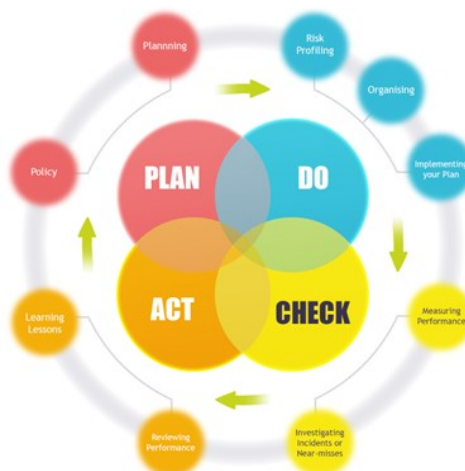 Plannning
Risk
Profiling
Organising
Policy
PLAN
DO
Implementing
your Plan
ACT
CHECK
Learning
Lessons
Measuring
Performance
Reviewing
Performance
Investigating
Incidents or
Near-misses